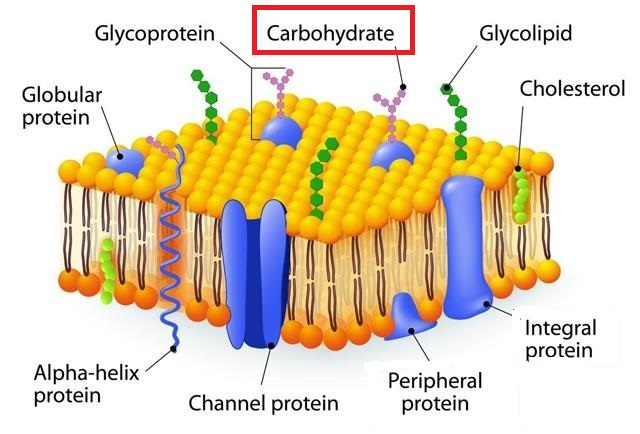 Glycoprotein
Carbohydrate
Glycolipid
Cholesterol
Globular
protein
Integral
protein
Alpha-helix
protein
Channel protein
Peripheral
protein